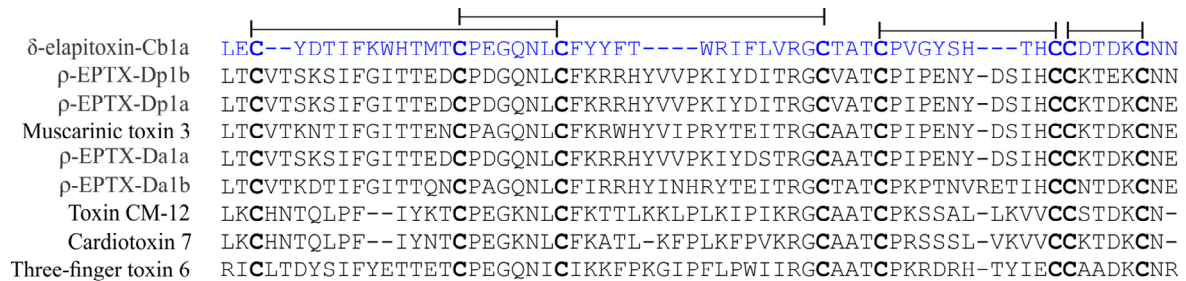 δ-elapitoxin-Cb1a LEC--YDTIFKWHTMTCPEGQNLCFYYFT----WRIFLVRGCTATCPVGYSH---THCCDTDKCNN
ρ-EPTX-Dp1b LTCVTSKSIFGITTEDCPDGQNLCFKRRHYVVPKIYDITRGCVATCPIPENY-DSIHCCKTEKCNN
ρ-EPTX-Dp1a LTCVTSKSIFGITTEDCPDGQNLCFKRRHYVVPKIYDITRGCVATCPIPENY-DSIHCCKTDKCNE
Muscarinic toxin 3 LTCVTKNTIFGITTENCPAGQNLCFKRWHYVIPRYTEITRGCAATCPIPENY-DSIHCCKTDKCNE
ρ-EPTX-Da1a LTCVTSKSIFGITTEDCPDGQNLCFKRRHYVVPKIYDSTRGCAATCPIPENY-DSIHCCKTDKCNE
ρ-EPTX-Da1b LTCVTKDTIFGITTQNCPAGQNLCFIRRHYINHRYTEITRGCTATCPKPTNVRETIHCCNTDKCNE
Toxin CM-12 LKCHNTQLPF--IYKTCPEGKNLCFKTTLKKLPLKIPIKRGCAATCPKSSAL-LKVVCCSTDKCN-
Cardiotoxin 7 LKCHNTQLPF--IYNTCPEGKNLCFKATL-KFPLKFPVKRGCAATCPRSSSL-VKVVCCKTDKCN-
Three-finger toxin 6 RICLTDYSIFYETTETCPEGQNICIKKFPKGIPFLPWIIRGCAATCPKRDRH-TYIECCAADKCNR